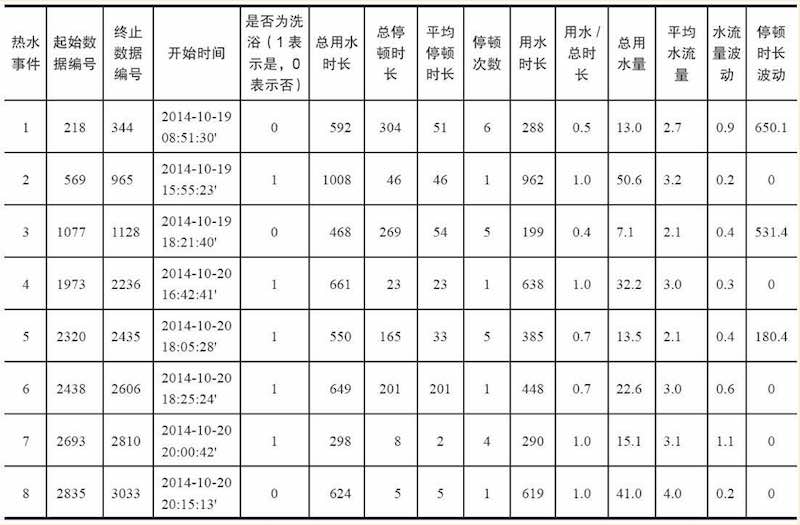 热水事件 起始数据编号 终止数据编号 开始时间 是否为洗浴（1表示是，0表示否） 总用水时长 总停顿时长 平均停顿时长 停顿次数 用水时长 用水/总时长 总用水量 平均水流量 水流量波动 停顿时长波动
1 218 344 2014-10-19 08:51:30' 0 592 304 51 6 288 0.5 13.0 2.7 0.9 650.1
2 569 965 2014-10-19 15:55:23' 1 1008 46 46 1 962 1.0 50.6 3.2 0.2 0
3 1077 1128 2014-10-19 18:21:40' 0 468 269 54 5 199 0.4 7.1 2.1 0.4 531.4
4 1973 2236 2014-10-20 16:42:41' 1 661 23 23 1 638 1.0 32.2 3.0 0.3 0
5 2320 2435 2014-10-20 18:05:28' 1 550 165 33 5 385 0.7 13.5 2.1 0.4 180.4
6 2438 2606 2014-10-20 18:25:24' 1 649 201 201 1 448 0.7 22.6 3.0 0.6 0
7 2693 2810 2014-10-20 20:00:42' 1 298 8 2 4 290 1.0 15.1 3.1 1.1 0
8 2835 3033 2014-10-20 20:15:13' 0 624 5 5 1 619 1.0 41.0 4.0 0.2 0